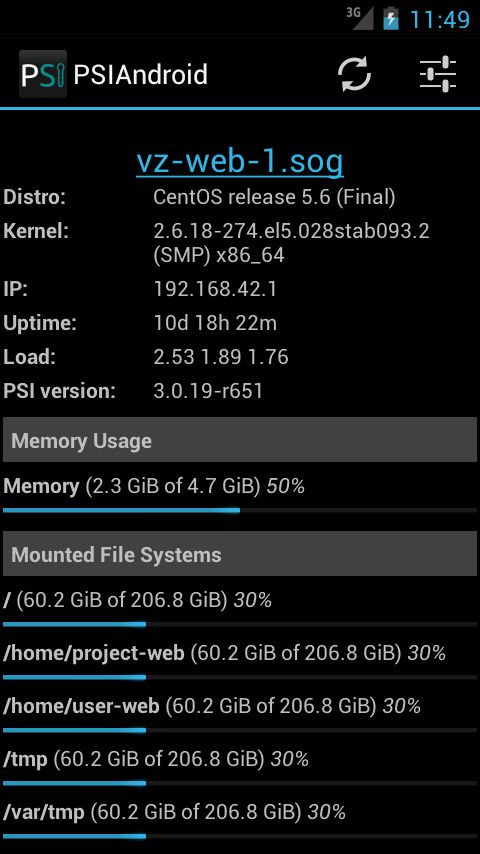 3G 11:49
PSI PSIAndroid
vz-web-1.sog
Distro: CentOS release 5.6 (Final)
Kernel: 2.6.18-274.el5.028stab093.2
(SMP) x86_64
IP: 192.168.42.1
Uptime: 10d 18h 22m
Load: 2.53 1.89 1.76
PSI version: 3.0.19-r651
Memory Usage
Memory (2.3 GiB of 4.7 GiB) 50%
Mounted File Systems
/ (60.2 GiB of 206.8 GiB) 30%
/home/project-web (60.2 GiB of 206.8 GiB) 30%
/home/user-web (60.2 GiB of 206.8 GiB) 30%
/tmp (60.2 GiB of 206.8 GiB) 30%
/var/tmp (60.2 GiB of 206.8 GiB) 30%